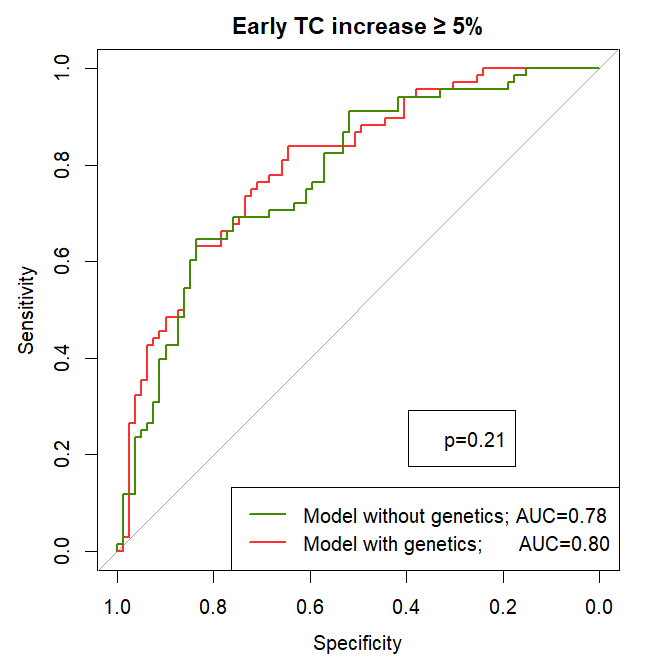 Early TC increase ≥ 5%
Sensitivity
1.0
0.8
0.6
0.4
0.2
0.0
p=0.21
Model without genetics; AUC=0.78
Model with genetics; AUC=0.80
1.0 0.8 0.6 0.4 0.2 0.0
Specificity